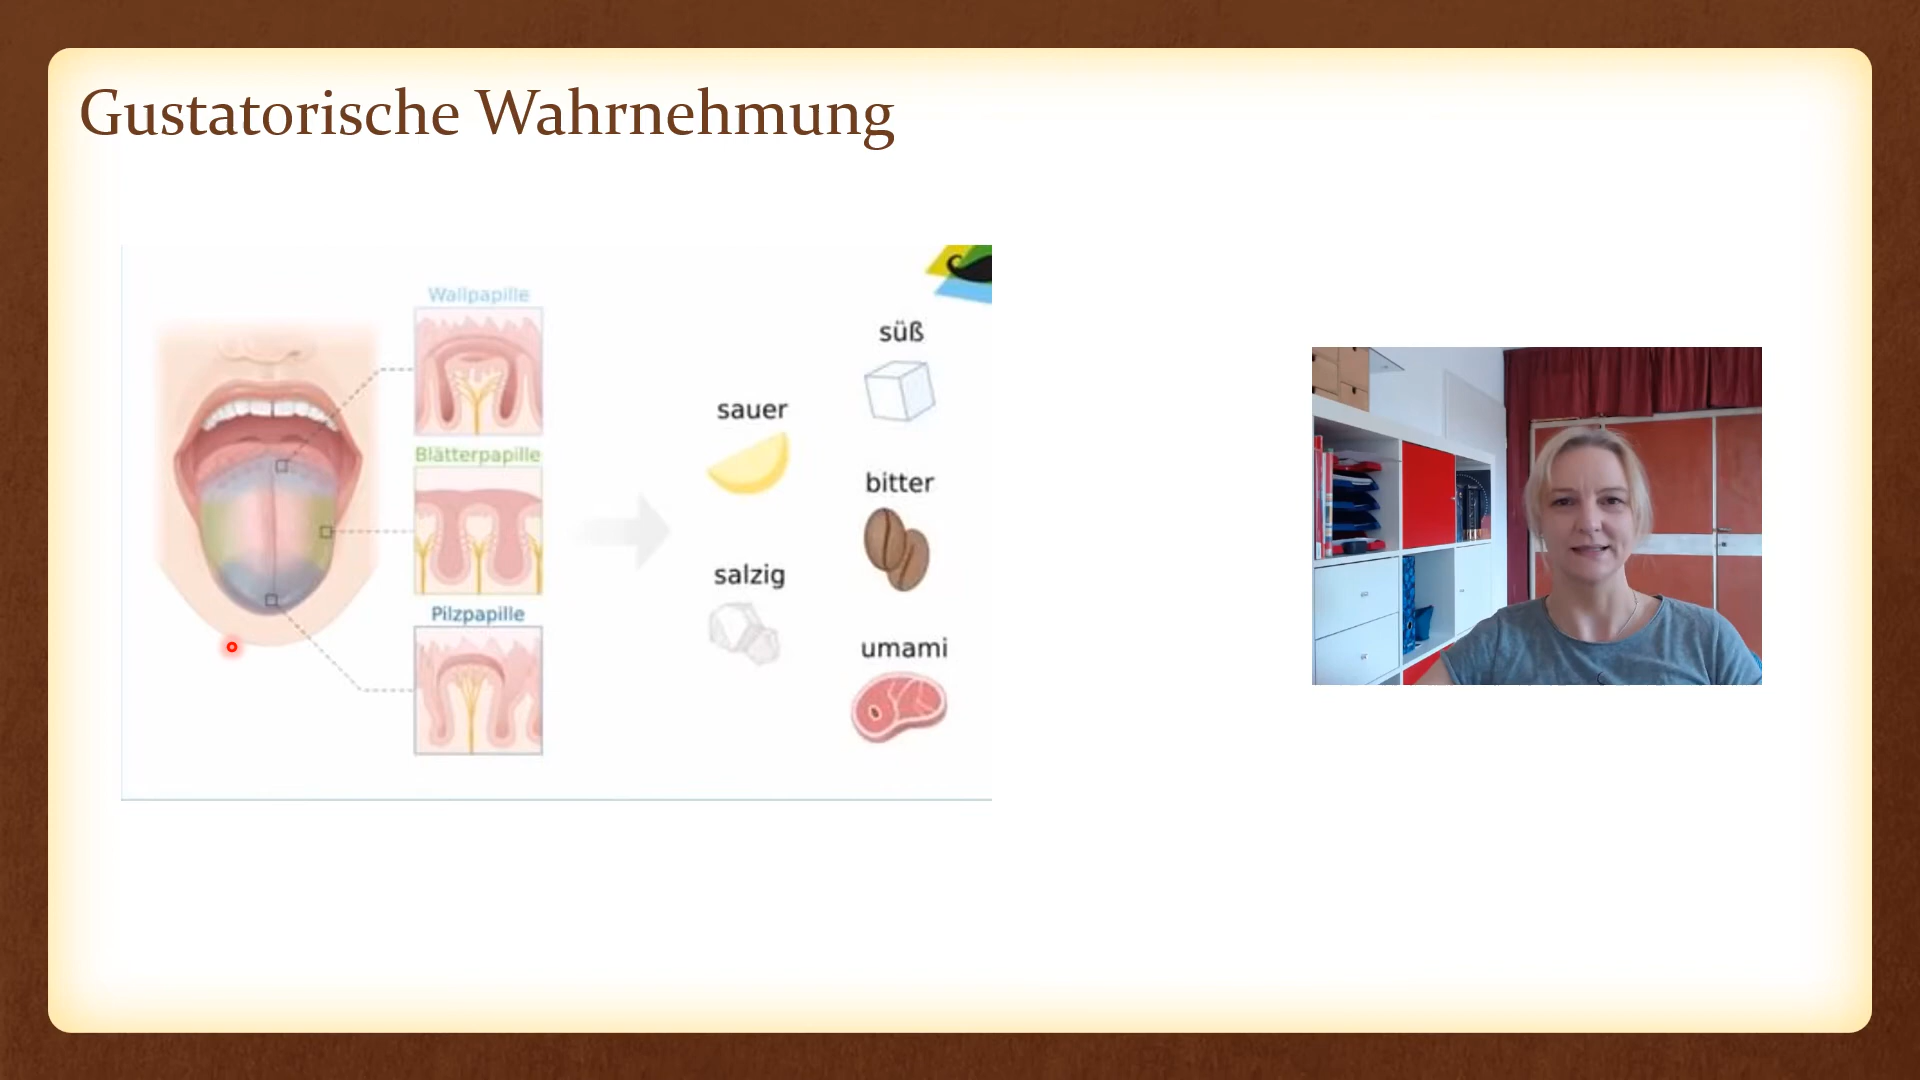 Gustatorische Wahrnehmung
Wallpapille
Blätterpapille
Pilzpapille
sauer
salzig
süß
bitter
umami